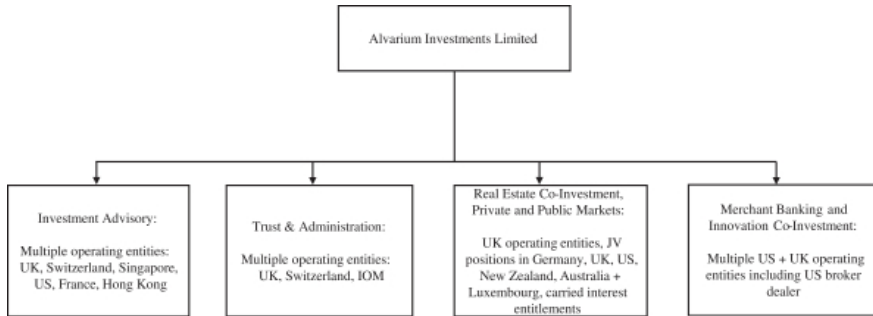 Alvarium Investments Limited
Investment Advisory:
Multiple operating entities:
UK, Switzerland, Singapore,
US, France, Hong Kong
Trust & Administration:
Multiple operating entities:
UK, Switzerland, IOM
Real Estate Co-Investment,
Private and Public Markets:
UK operating entities, JV
positions in Germany, UK, US,
New Zealand, Australia +
Luxembourg, carried interest
entitlements
Merchant Banking and
Innovation Co-Investment:
Multiple US + UK operating
entities including US broker
dealer